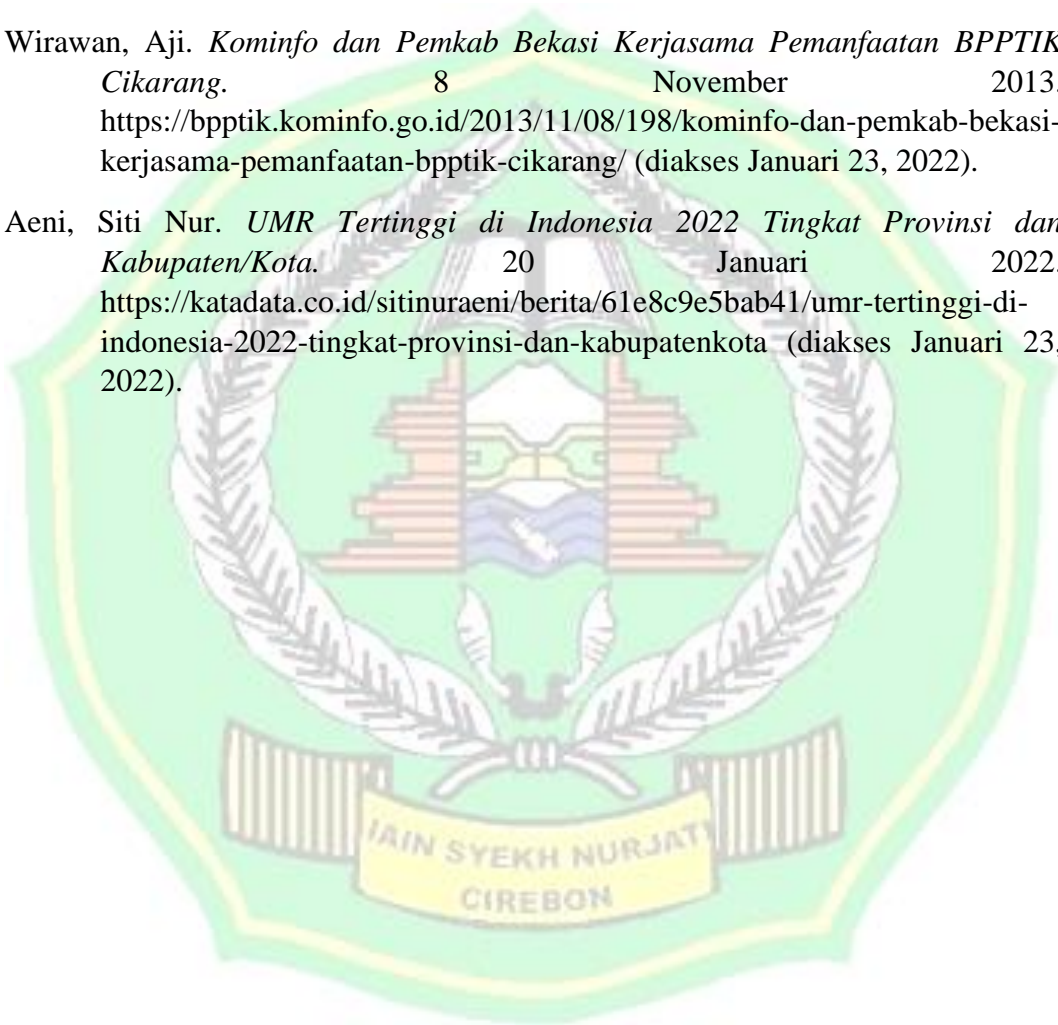 Wirawan, Aji. Kominfo dan Pemkab Bekasi Kerjasama Pemanfaatan BPPTIK
Cikarang. 8 November 2013.
https://bpptik.kominfo.go.id/2013/11/08/198/kominfo-dan-pemkab-bekasi-
kerjasama-pemanfaatan-bpptik-cikarang/ (diakses Januari 23, 2022).
Aeni, Siti Nur. UMR Tertinggi di Indonesia 2022 Tingkat Provinsi dan
Kabupaten/Kota. 20 Januari 2022.
https://katadata.co.id/sitinuraeni/berita/61e8c9e5bab41/umr-tertinggi-di-
indonesia-2022-tingkat-provinsi-dan-kabupatenkota (diakses Januari 23,
2022).
IAIN SYEKH NURJATI
CIREBON